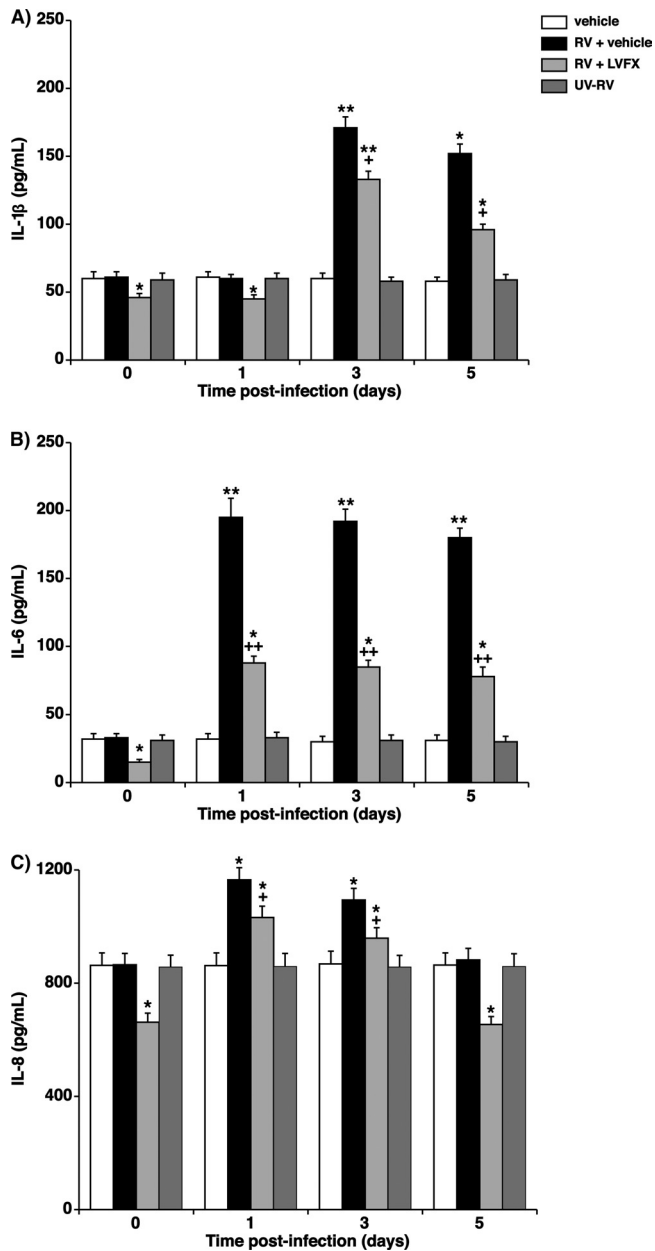 A)
250
200
150
100
50
0
IL-1β (pg/mL)
vehicle
RV + vehicle
RV + LVFX
UV-RV
**
**
+
*
*
+
*
*
0 1 3 5
Time post-infection (days)
B)
250
200
150
100
50
0
IL-6 (pg/mL)
**
**
**
*
++
*
++
*
++
*
0 1 3 5
Time post-infection (days)
C)
1200
800
400
0
IL-8 (pg/mL)
*
*
+
*
*
+
*
*
0 1 3 5
Time post-infection (days)